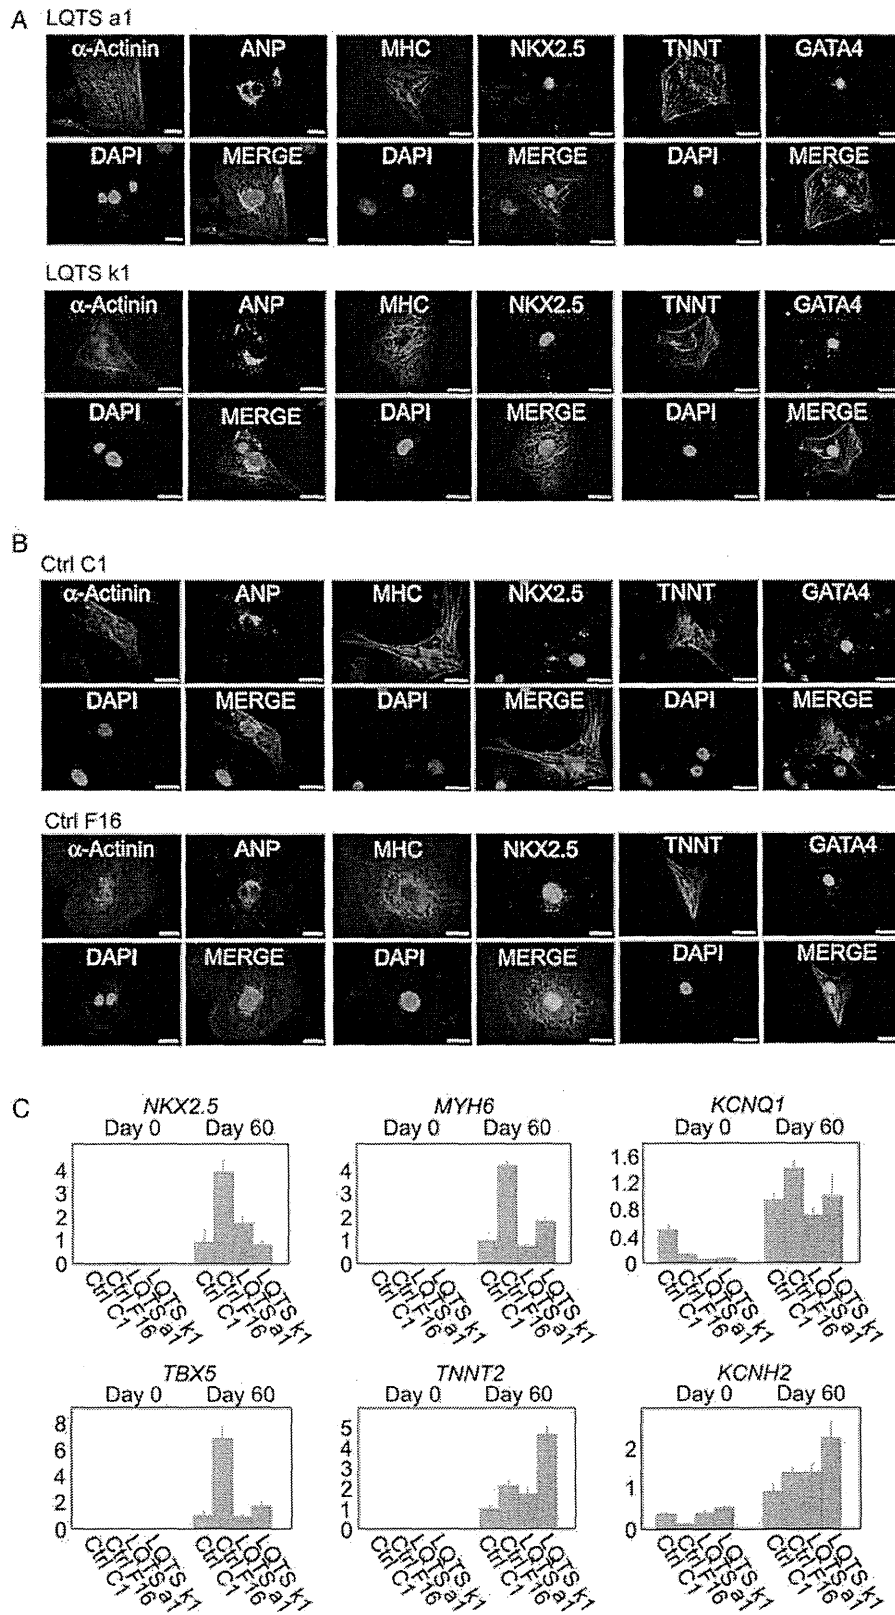 A
LQTS a1
α-Actinin ANP MHC NKX2.5 TNNT GATA4
DAPI MERGE DAPI MERGE DAPI MERGE
LQTS k1
α-Actinin ANP MHC NKX2.5 TNNT GATA4
DAPI MERGE DAPI MERGE DAPI MERGE
B
Ctrl C1
α-Actinin ANP MHC NKX2.5 TNNT GATA4
DAPI MERGE DAPI MERGE DAPI MERGE
Ctrl F16
α-Actinin ANP MHC NKX2.5 TNNT GATA4
DAPI MERGE DAPI MERGE DAPI MERGE
C
NKX2.5
Day 0 Day 60
4
3
2
1
0
Ctrl C1
Ctrl F16
LQTS a1
LQTS k1
Ctrl C1
Ctrl F16
LQTS a1
LQTS k1
MYH6
Day 0 Day 60
4
3
2
1
0
Ctrl C1
Ctrl F16
LQTS a1
LQTS k1
Ctrl C1
Ctrl F16
LQTS a1
LQTS k1
KCNQ1
Day 0 Day 60
1.6
1.2
0.8
0.4
0
Ctrl C1
Ctrl F16
LQTS a1
LQTS k1
Ctrl C1
Ctrl F16
LQTS a1
LQTS k1
TBX5
Day 0 Day 60
8
6
4
2
0
Ctrl C1
Ctrl F16
LQTS a1
LQTS k1
Ctrl C1
Ctrl F16
LQTS a1
LQTS k1
TNNT2
Day 0 Day 60
5
4
3
2
1
0
Ctrl C1
Ctrl F16
LQTS a1
LQTS k1
Ctrl C1
Ctrl F16
LQTS a1
LQTS k1
KCNH2
Day 0 Day 60
2
1
0
Ctrl C1
Ctrl F16
LQTS a1
LQTS k1
Ctrl C1
Ctrl F16
LQTS a1
LQTS k1